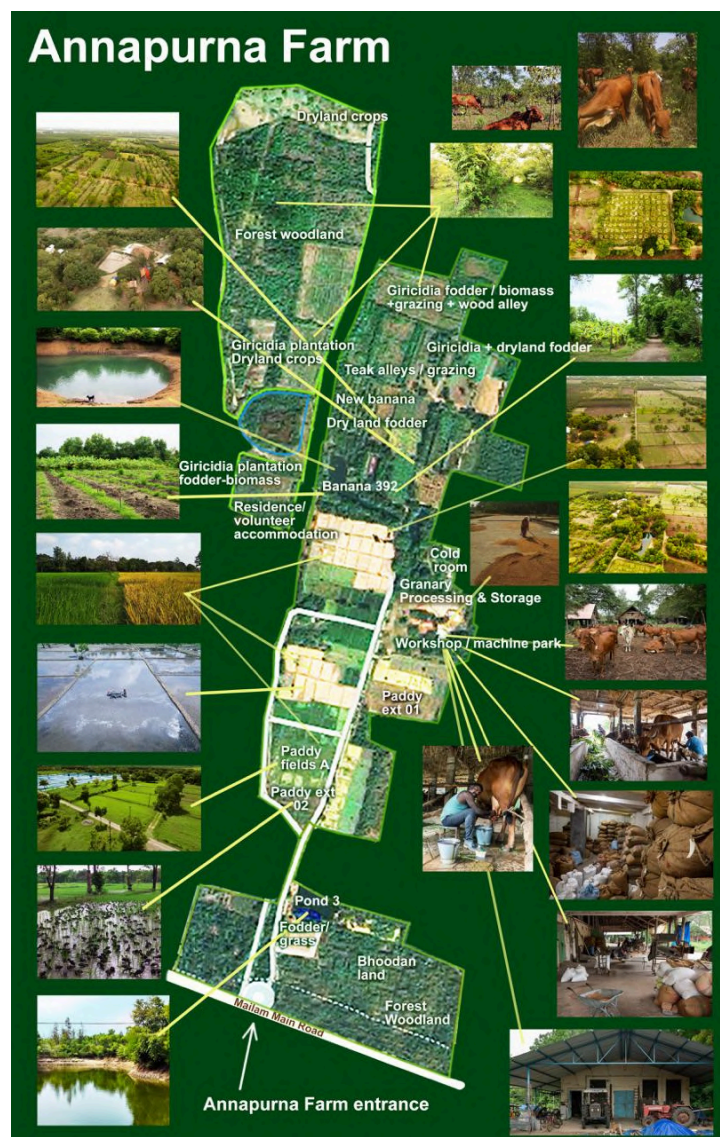 Annapurna Farm
Dryland crops
Forest woodland
Giricidia fodder / biomass
+grazing + wood alley
Giricidia plantation
Dryland crops
Giricidia + dryland fodder
Teak alleys / grazing
New banana
Dry land fodder
Giricidia plantation
fodder-biomass
Banana 392
Residence/
volunteer
accommodation
Cold
room
Granary
Processing & Storage
Workshop / machine park
Paddy
ext 01
Paddy
fields A
Paddy ext
02
Pond 3
Fodder/
grass
Bhoodan
land
Forest
Woodland
Mailam Main Road
Annapurna Farm entrance